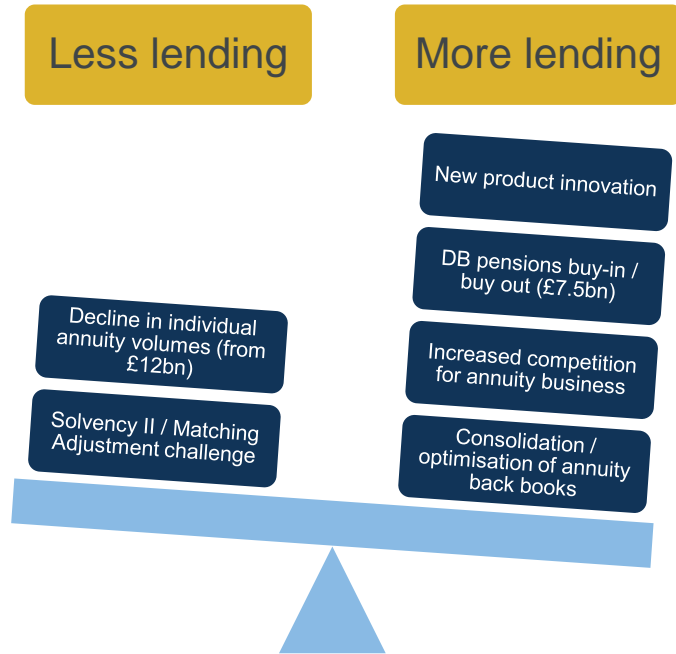 Less lending
More lending
New product innovation
DB pensions buy-in /
buy out (£7.5bn)
Decline in individual
annuity volumes (from
£12bn)
Increased competition
for annuity business
Solvency II / Matching
Adjustment challenge
Consolidation /
optimisation of annuity
back books